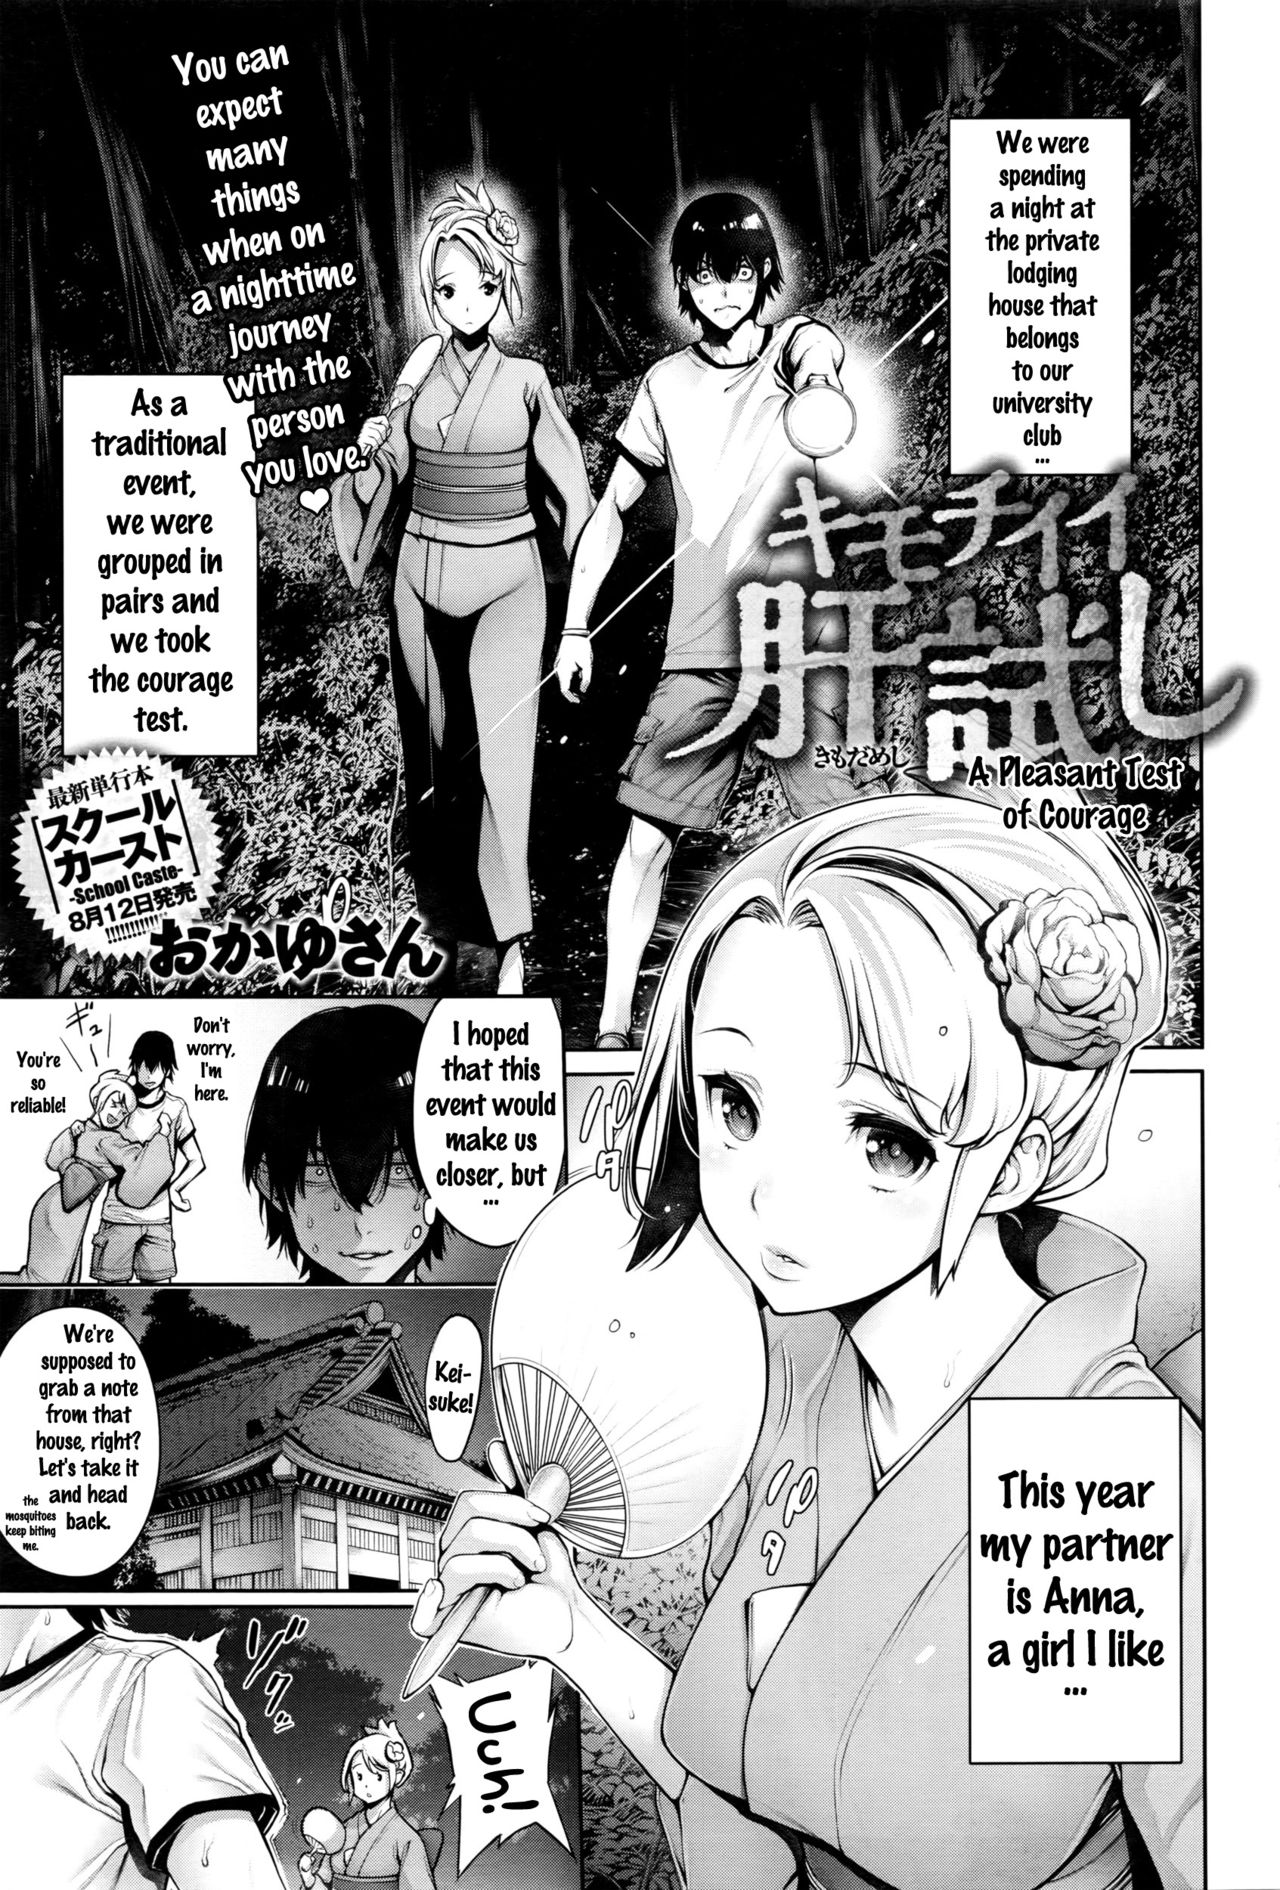 We were
spending
a night at
the private
lodging
house that
belongs
to our
university
club
...
You can
expect
many
things
when on
a nighttime
journey
with the
person
you love.
♥
As a
traditional
event,
we were
grouped in
pairs and
we took
the courage
test.
キモチイイ
肝試し
きもだめし
A Pleasant Test
of Courage
最新単行本
「スクール
カースト」
-School Caste-
8月12日発売
!!!!!!!!!!!
おかゆさん
This year
my partner
is Anna,
a girl I like
...
パタ
パタ
I hoped
that this
event would
make us
closer, but
...
Don't
worry,
I'm
here.
You're
so
reliable!
ギュー
Kei-
suke!
We're
supposed to
grab a note
from that
house, right?
Let's take it
and head
back.
the
mosquitoes
keep biting
me.
Uuh!
ゾゾクッ